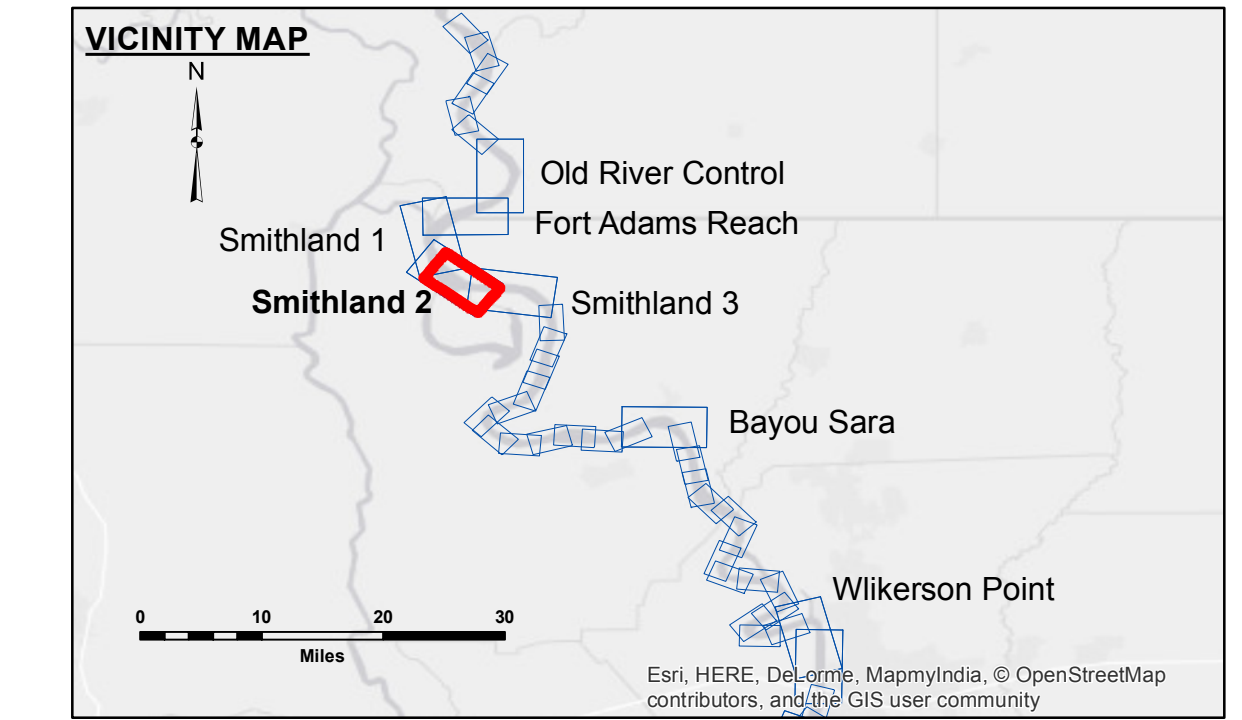 VICINITY MAP
N
Old River Control
Fort Adams Reach
Smithland 1
Smithland 2
Smithland 3
Bayou Sara
Wlikerson Point
0 10 20 30
Miles
Esri, HERE, DeLorme, MapmyIndia, © OpenStreetMap
contributors, and the GIS user community